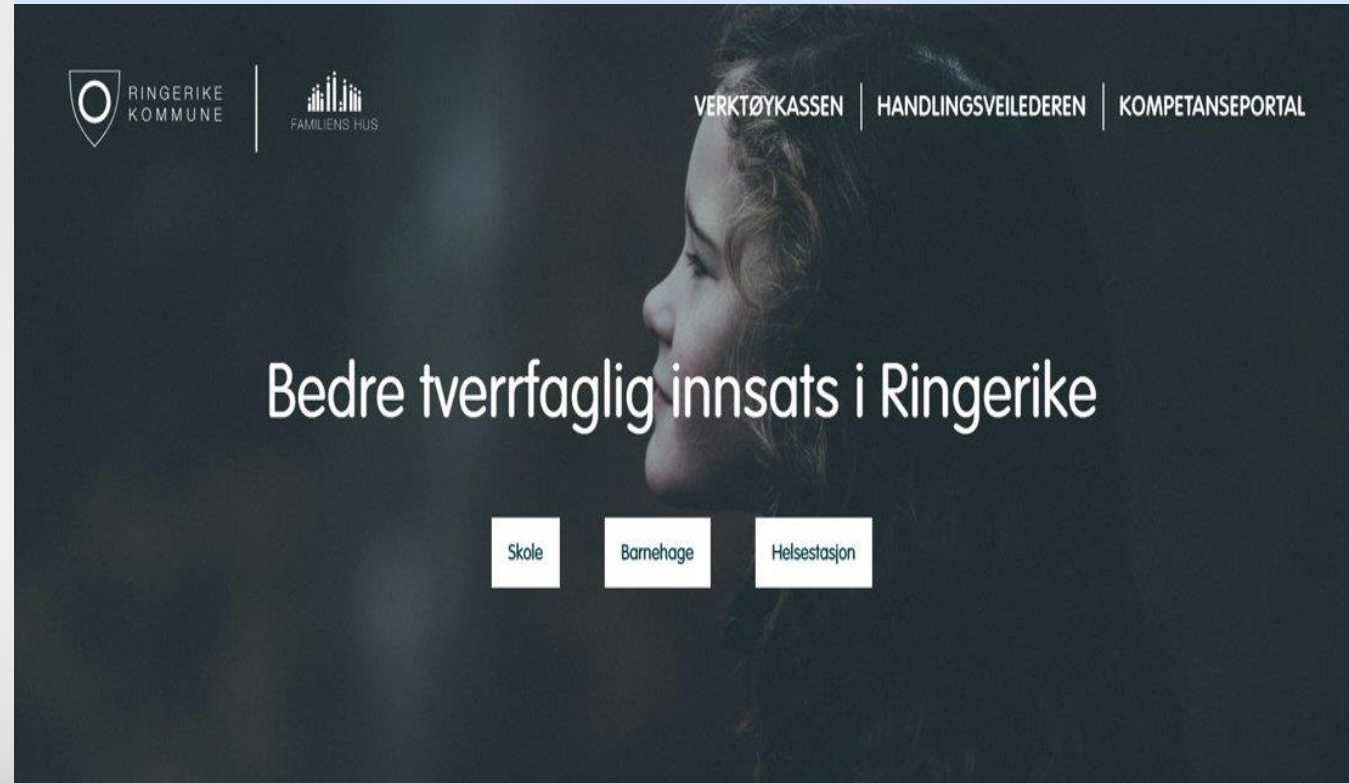 RINGERIKE
KOMMUNE
FAMILIENS HUS
VERKTØYKASSEN
HANDLINGSVEILEDEREN
KOMPETANSEPORTAL
Bedre tverrfaglig innsats i Ringerike
Skole
Barnehage
Helsestasjon